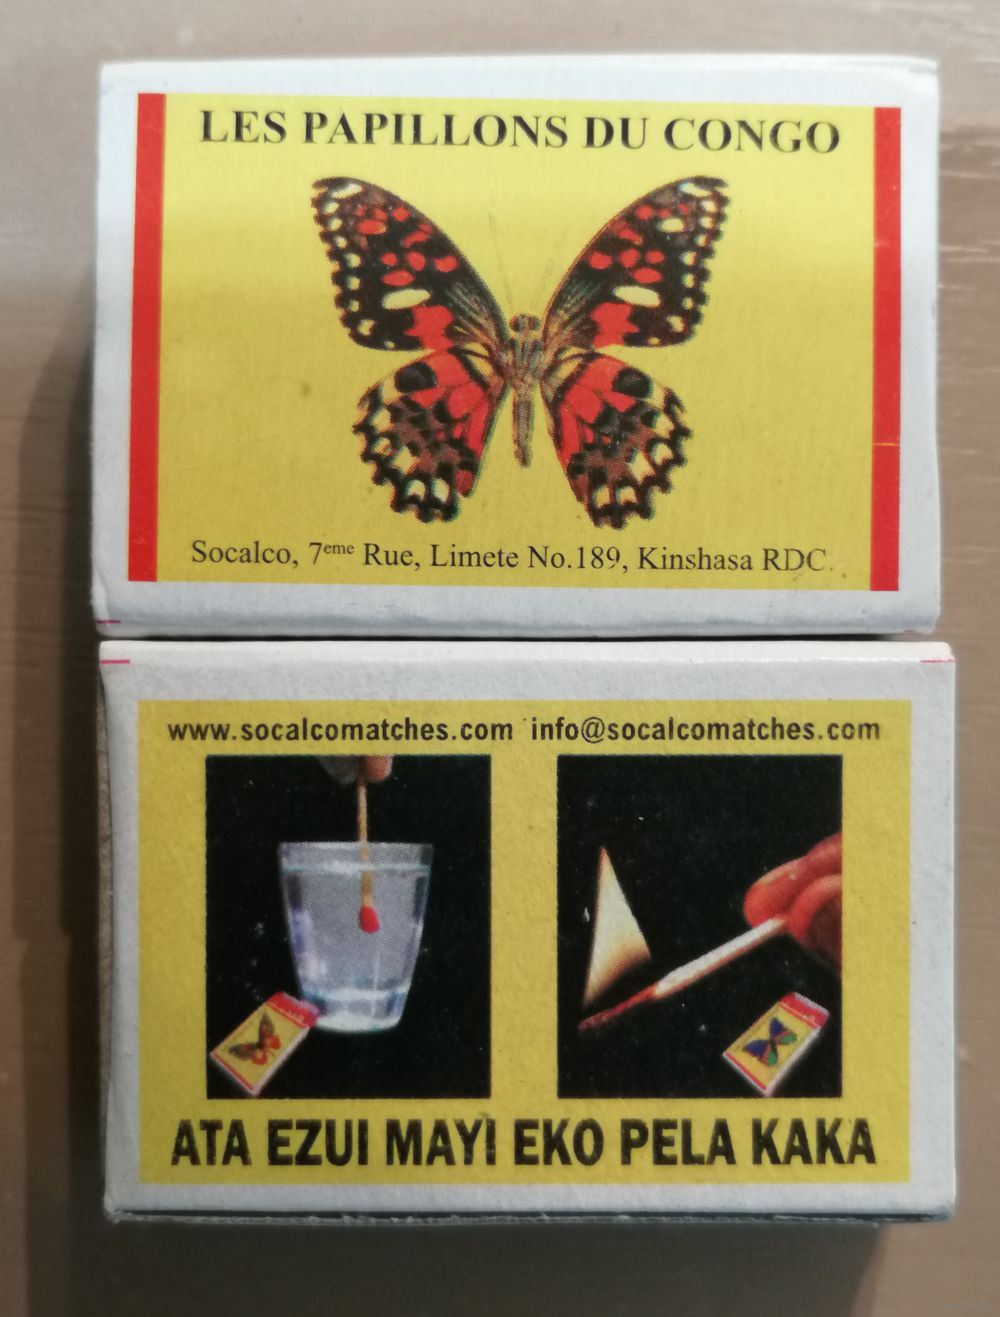 LES PAPILLONS DU CONGO
Socalco, 7eme Rue, Limete No.189, Kinshasa RDC.
www.socalcomatches.com info@socalcomatches.com
ATA EZUI MAYI EKO PELA KAKA